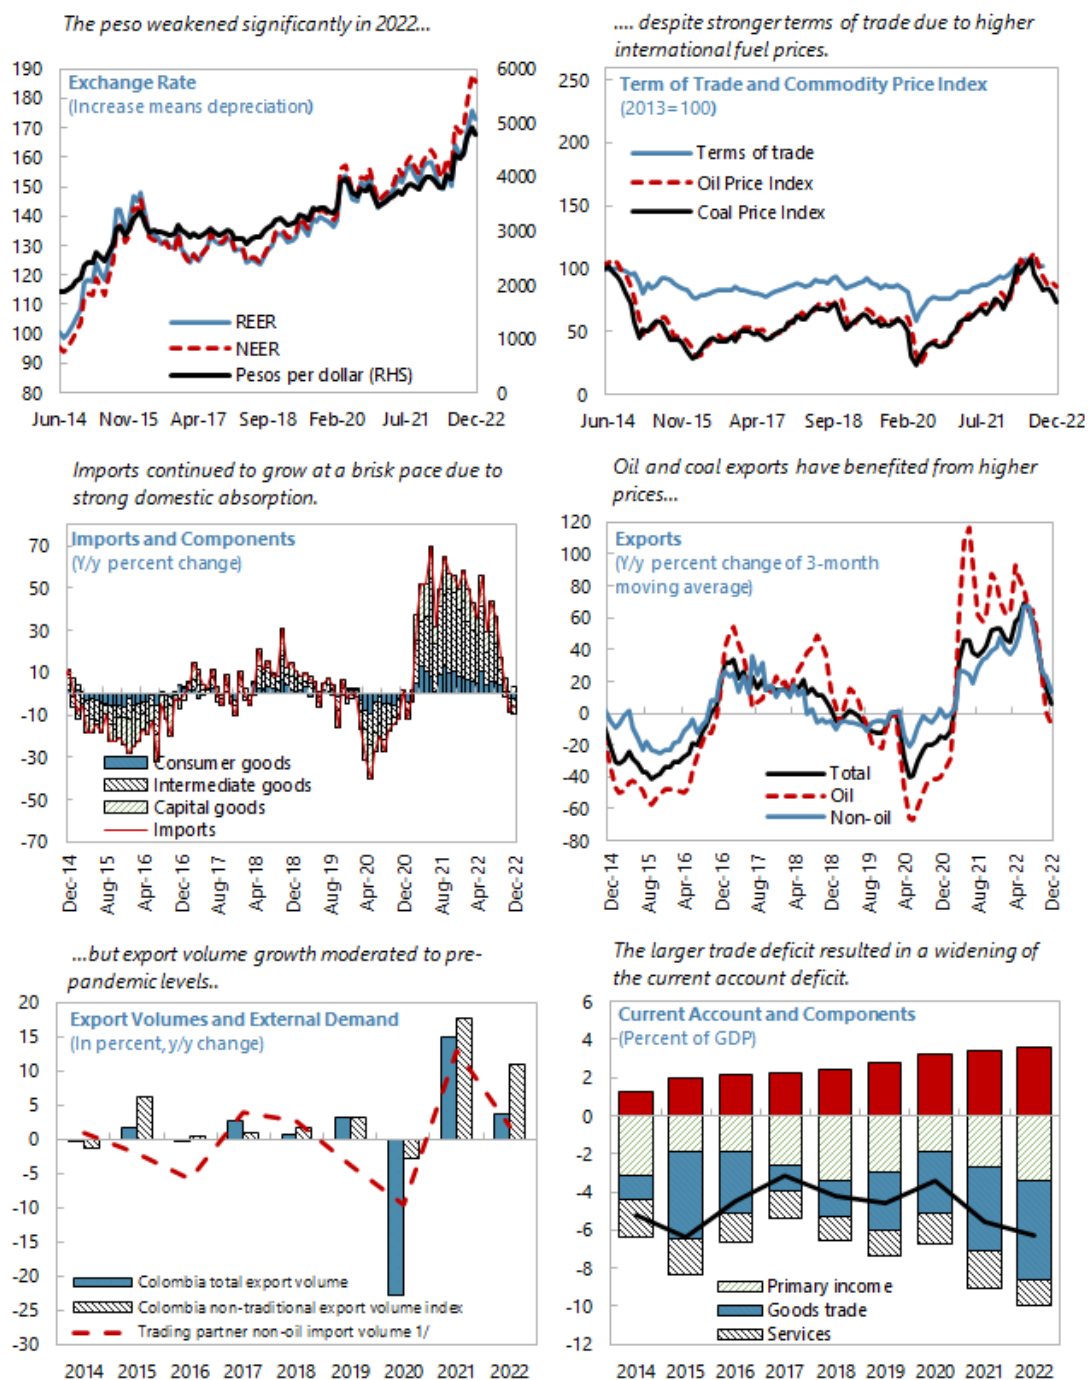 The peso weakened significantly in 2022...
190
180
170
160
150
140
130
120
110
100
90
80
6000
5000
4000
3000
2000
1000
0
Exchange Rate
(Increase means depreciation)
REER
NEER
Pesos per dollar (RHS)
Jun-14 Nov-15 Apr-17 Sep-18 Feb-20 Jul-21 Dec-22
.... despite stronger terms of trade due to higher
international fuel prices.
250
200
150
100
50
0
Term of Trade and Commodity Price Index
(2013=100)
Terms of trade
Oil Price Index
Coal Price Index
Jun-14 Nov-15 Apr-17 Sep-18 Feb-20 Jul-21 Dec-22
Imports continued to grow at a brisk pace due to
strong domestic absorption.
70
50
30
10
-10
-30
-50
-70
Imports and Components
(Y/y percent change)
Consumer goods
Intermediate goods
Capital goods
Imports
Dec-14
Aug-15
Apr-16
Dec-16
Aug-17
Apr-18
Dec-18
Aug-19
Apr-20
Dec-20
Aug-21
Apr-22
Dec-22
Oil and coal exports have benefited from higher
prices...
120
100
80
60
40
20
0
-20
-40
-60
-80
Exports
(Y/y percent change of 3-month
moving average)
Total
Oil
Non-oil
Dec-14
Aug-15
Apr-16
Dec-16
Aug-17
Apr-18
Dec-18
Aug-19
Apr-20
Dec-20
Aug-21
Apr-22
Dec-22
...but export volume growth moderated to pre-
pandemic levels..
20
15
10
5
0
-5
-10
-15
-20
-25
-30
Export Volumes and External Demand
(In percent, y/y change)
Colombia total export volume
Colombia non-traditional export volume index
Trading partner non-oil import volume 1/
2014 2015 2016 2017 2018 2019 2020 2021 2022
The larger trade deficit resulted in a widening of
the current account deficit.
6
4
2
0
-2
-4
-6
-8
-10
-12
Current Account and Components
(Percent of GDP)
Primary income
Goods trade
Services
2014 2015 2016 2017 2018 2019 2020 2021 2022